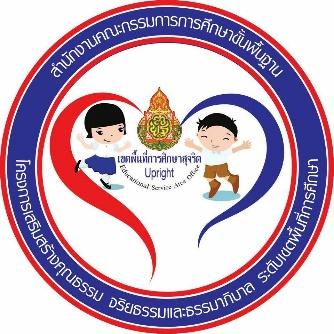 สำนักงานคณะกรรมการการศึกษาขั้นพื้นฐาน
เขตพื้นที่การศึกษาสุจริต
Upright
Educational Service Area Office
โครงการเสริมสร้างคุณธรรม จริยธรรมและธรรมาภิบาล ระดับเขตพื้นที่การศึกษา